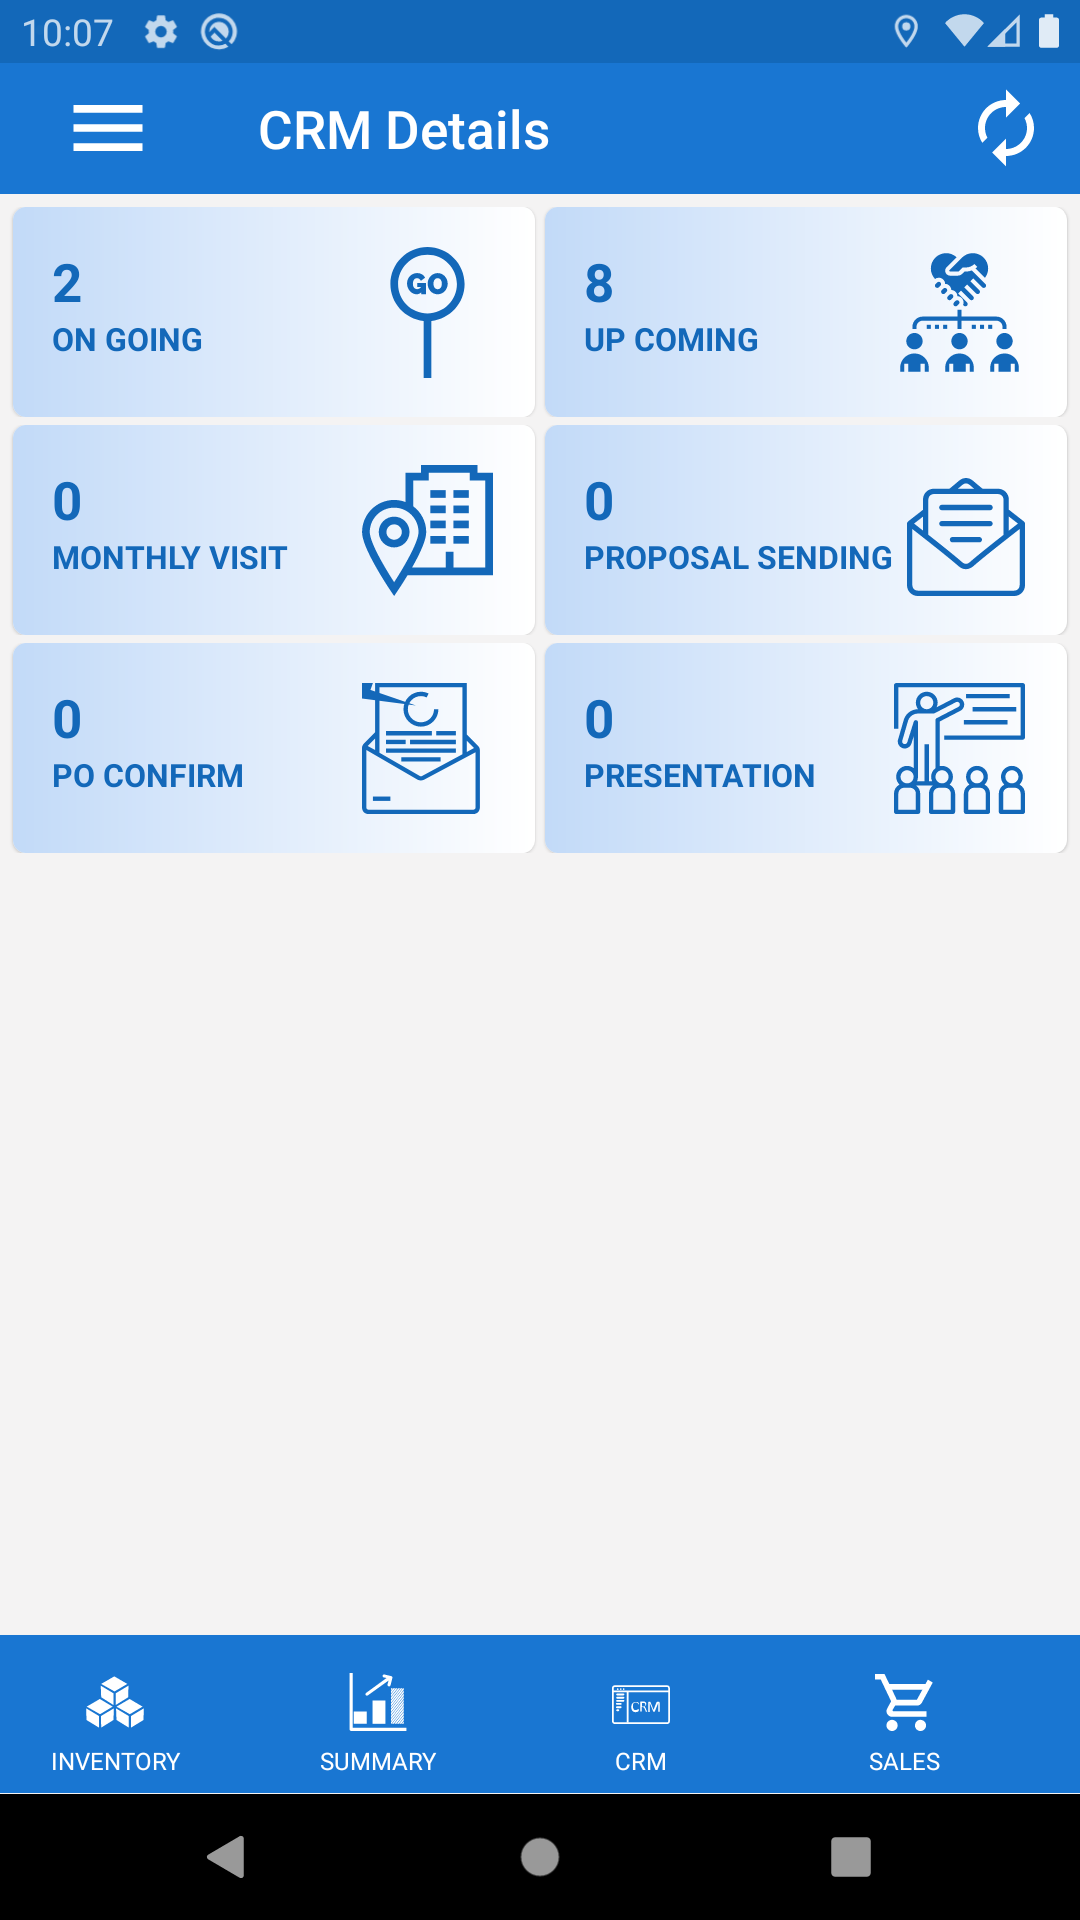 10:07
CRM Details
2
ON GOING
GO
8
UP COMING
0
MONTHLY VISIT
0
PROPOSAL SENDING
0
PO CONFIRM
0
PRESENTATION
INVENTORY
SUMMARY
CRM
CRM
SALES